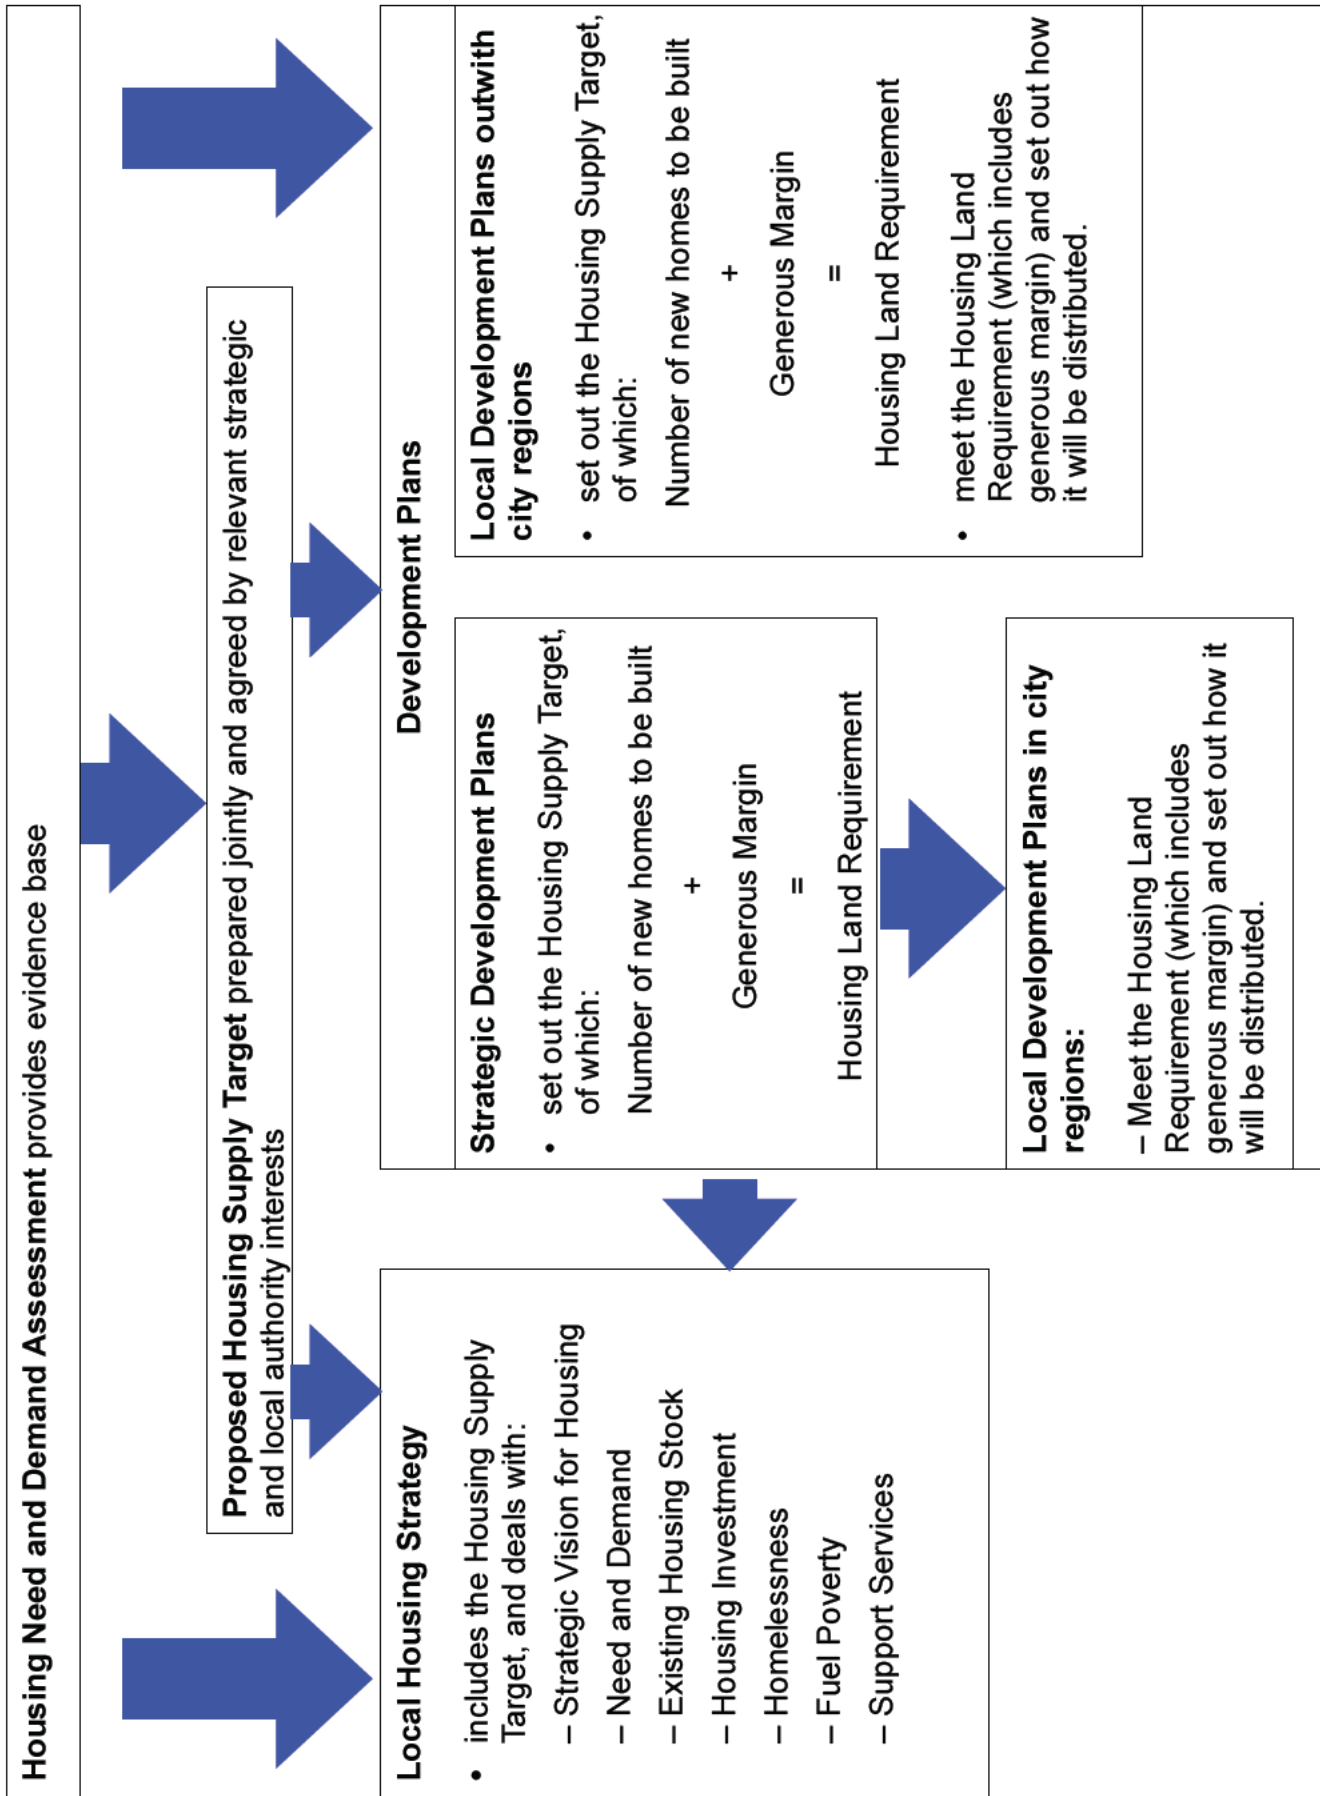 Housing Need and Demand Assessment provides evidence base
Proposed Housing Supply Target prepared jointly and agreed by relevant strategic
and local authority interests
Local Housing Strategy
• includes the Housing Supply
Target, and deals with:
– Strategic Vision for Housing
– Need and Demand
– Existing Housing Stock
– Housing Investment
– Homelessness
– Fuel Poverty
– Support Services
Development Plans
Strategic Development Plans
• set out the Housing Supply Target,
of which:
Number of new homes to be built
+
Generous Margin
=
Housing Land Requirement
Local Development Plans in city
regions:
– Meet the Housing Land
Requirement (which includes
generous margin) and set out how it
will be distributed.
Local Development Plans outwith
city regions
• set out the Housing Supply Target,
of which:
Number of new homes to be built
+
Generous Margin
=
Housing Land Requirement
• meet the Housing Land
Requirement (which includes
generous margin) and set out how
it will be distributed.